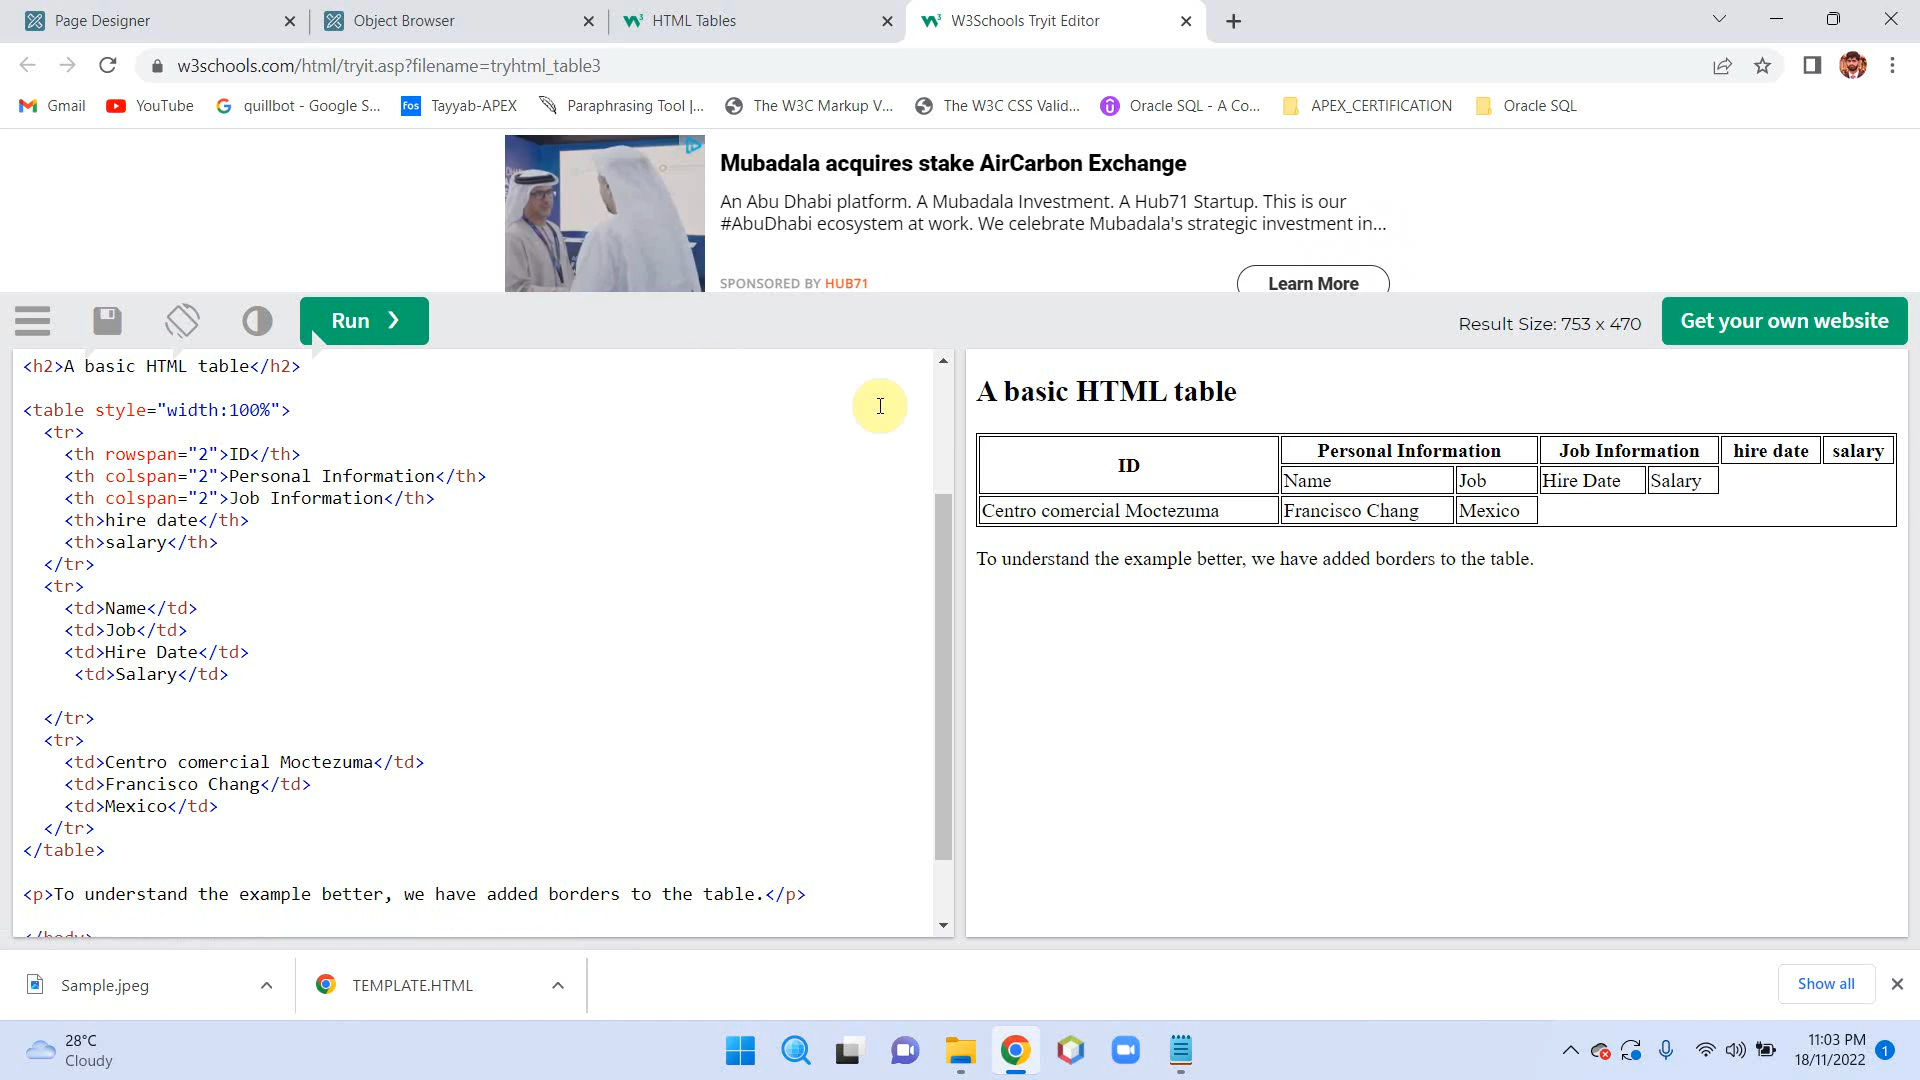 Page Designer
Object Browser
HTML Tables
W3Schools Tryit Editor
w3schools.com/html/tryit.asp?filename=tryhtml_table3
Gmail
YouTube
quillbot - Google S...
fos
Tayyab-APEX
Paraphrasing Tool |...
The W3C Markup V...
The W3C CSS Valid...
Oracle SQL - A Co...
APEX_CERTIFICATION
Oracle SQL
Mubadala acquires stake AirCarbon Exchange
An Abu Dhabi platform. A Mubadala Investment. A Hub71 Startup. This is our
#AbuDhabi ecosystem at work. We celebrate Mubadala's strategic investment in...
SPONSORED BY HUB71
Learn More
Run ❯
Result Size: 753 x 470
Get your own website
<h2>A basic HTML table</h2>
<table style="width:100%">
<tr>
<th rowspan="2">ID</th>
<th colspan="2">Personal Information</th>
<th colspan="2">Job Information</th>
<th>hire date</th>
<th>salary</th>
</tr>
<tr>
<td>Name</td>
<td>Job</td>
<td>Hire Date</td>
<td>Salary</td>
</tr>
<tr>
<td>Centro comercial Moctezuma</td>
<td>Francisco Chang</td>
<td>Mexico</td>
</tr>
</table>
<p>To understand the example better, we have added borders to the table.</p>
</body>
A basic HTML table
ID Personal Information Job Information hire date salary
Name Job Hire Date Salary
Centro comercial Moctezuma Francisco Chang Mexico
To understand the example better, we have added borders to the table.
Sample.jpeg
TEMPLATE.HTML
Show all
28°C
Cloudy
11:03 PM
18/11/2022
1